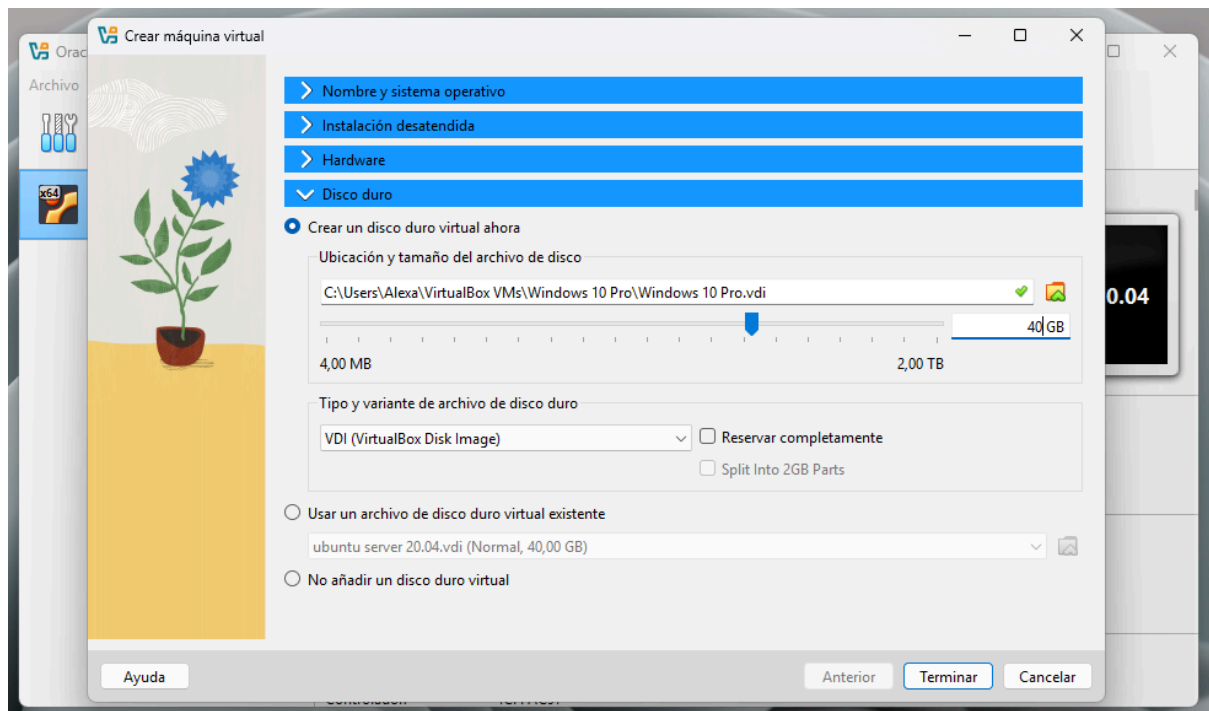 Crear máquina virtual
Orac
Archivo
x64
Nombre y sistema operativo
Instalación desatendida
Hardware
Disco duro
Crear un disco duro virtual ahora
Ubicación y tamaño del archivo de disco
C:\Users\Alexa\VirtualBox VMs\Windows 10 Pro\Windows 10 Pro.vdi
0.04
40 GB
4,00 MB 2,00 TB
Tipo y variante de archivo de disco duro
VDI (VirtualBox Disk Image) Reservar completamente
Split Into 2GB Parts
Usar un archivo de disco duro virtual existente
ubuntu server 20.04.vdi (Normal, 40,00 GB)
No añadir un disco duro virtual
Ayuda Anterior Terminar Cancelar